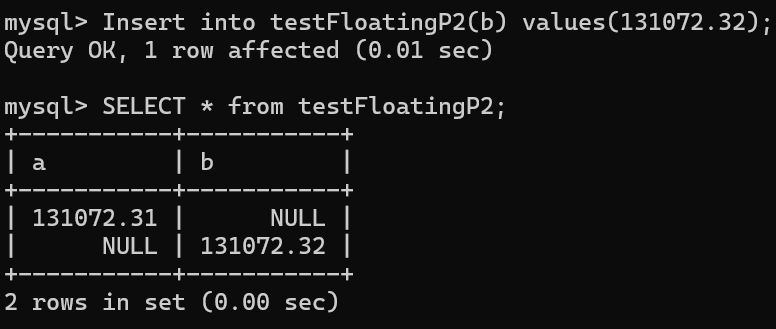 mysql> Insert into testFloatingP2(b) values(131072.32);
Query OK, 1 row affected (0.01 sec)

mysql> SELECT * from testFloatingP2;
+-----------+-----------+
| a         | b         |
+-----------+-----------+
| 131072.31 |      NULL |
|      NULL | 131072.32 |
+-----------+-----------+
2 rows in set (0.00 sec)